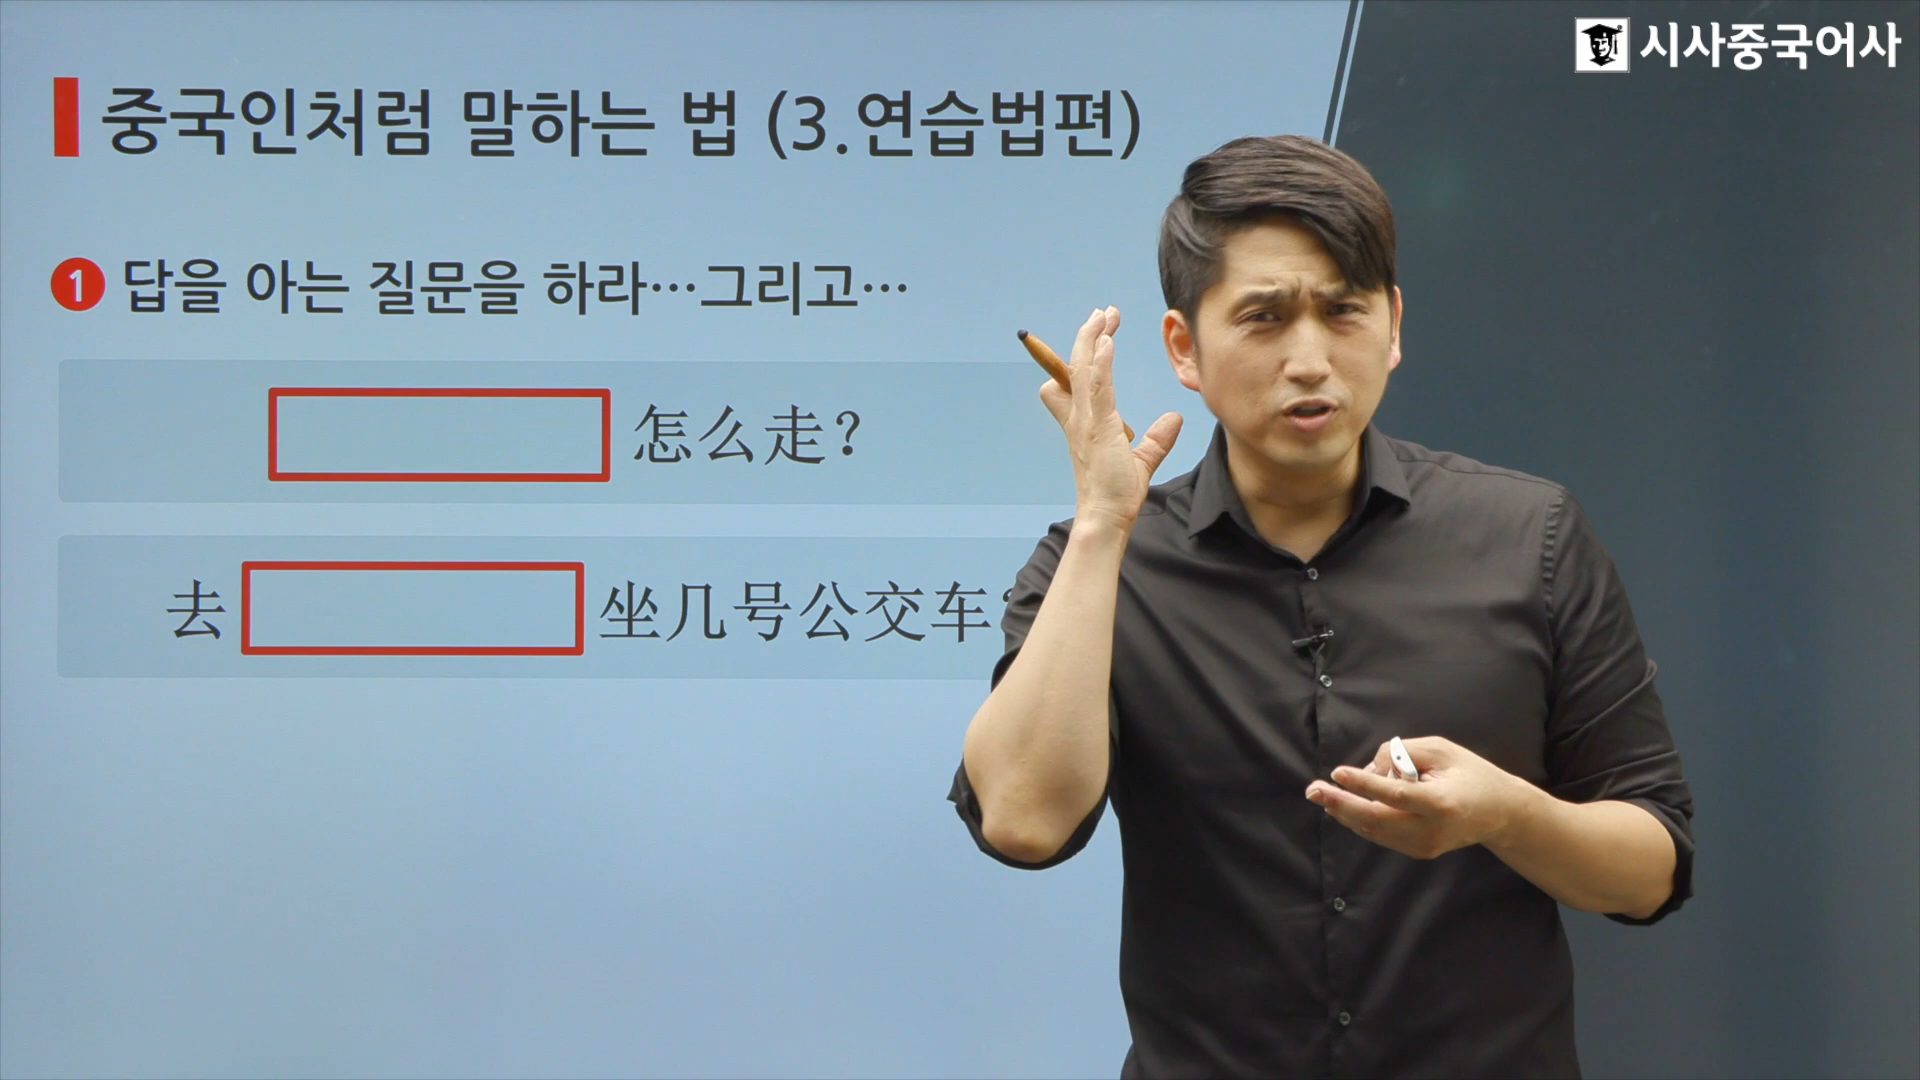 시사중국어사
중국인처럼 말하는 법 (3.연습법편)
1 답을 아는 질문을 하라…그리고…
怎么走?
去 坐几号公交车?